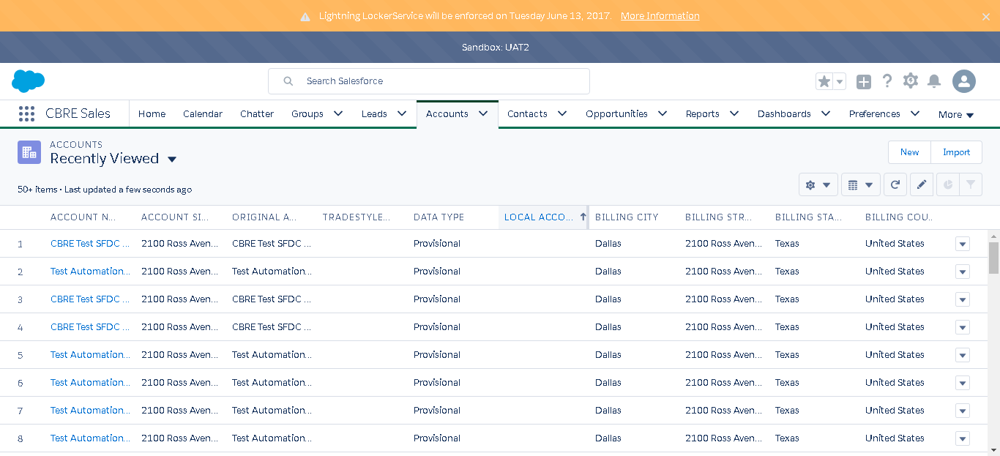 Lightning LockerService will be enforced on Tuesday June 13, 2017. More Information
Sandbox: UAT2
Search Salesforce
CBRE Sales Home Calendar Chatter Groups Leads Accounts Contacts Opportunities Reports Dashboards Preferences More
ACCOUNTS
Recently Viewed
New Import
50+ items • Last updated a few seconds ago
ACCOUNT N... ACCOUNT SI... ORIGINAL A... TRADESTYLE... DATA TYPE LOCAL ACCO... BILLING CITY BILLING STR... BILLING STA... BILLING COU...
1 CBRE Test SFDC ... 2100 Ross Aven... CBRE Test SFDC ... Provisional Dallas 2100 Ross Aven... Texas United States
2 Test Automation... 2100 Ross Aven... Test Automation... Provisional Dallas 2100 Ross Aven... Texas United States
3 CBRE Test SFDC ... 2100 Ross Aven... CBRE Test SFDC ... Provisional Dallas 2100 Ross Aven... Texas United States
4 CBRE Test SFDC ... 2100 Ross Aven... CBRE Test SFDC ... Provisional Dallas 2100 Ross Aven... Texas United States
5 Test Automation... 2100 Ross Aven... Test Automation... Provisional Dallas 2100 Ross Aven... Texas United States
6 Test Automation... 2100 Ross Aven... Test Automation... Provisional Dallas 2100 Ross Aven... Texas United States
7 Test Automation... 2100 Ross Aven... Test Automation... Provisional Dallas 2100 Ross Aven... Texas United States
8 Test Automation... 2100 Ross Aven... Test Automation... Provisional Dallas 2100 Ross Aven... Texas United States